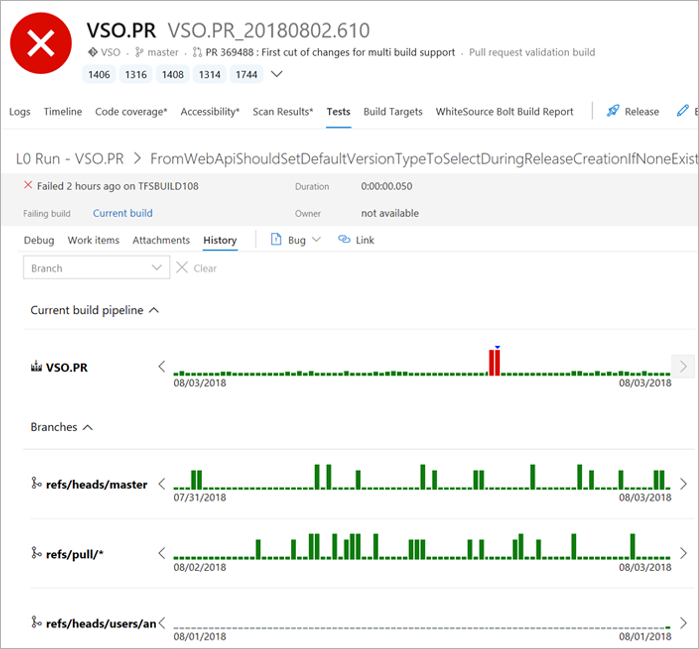 VSO.PR VSO.PR_20180802.610
VSO · master · PR 369488 : First cut of changes for multi build support · Pull request validation build
1406 1316 1408 1314 1744
Logs Timeline Code coverage* Accessibility* Scan Results* Tests Build Targets WhiteSource Bolt Build Report Release E
L0 Run - VSO.PR > FromWebApiShouldSetDefaultVersionTypeToSelectDuringReleaseCreationIfNoneExist
Failed 2 hours ago on TFSBUILD108 Duration 0:00:00.050
Failing build Current build Owner not available
Debug Work items Attachments History Bug Link
Branch Clear
Current build pipeline
VSO.PR
08/03/2018 08/03/2018
Branches
refs/heads/master
07/31/2018 08/03/2018
refs/pull/*
08/02/2018 08/03/2018
refs/heads/users/an
08/01/2018 08/01/2018